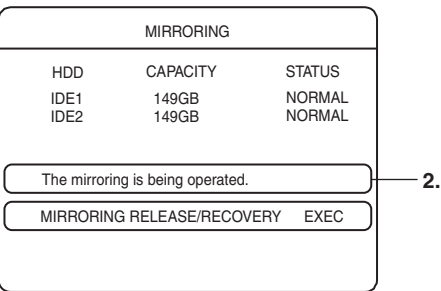 MIRRORING
HDD CAPACITY STATUS
IDE1 149GB NORMAL
IDE2 149GB NORMAL
The mirroring is being operated. 2.
MIRRORING RELEASE/RECOVERY EXEC